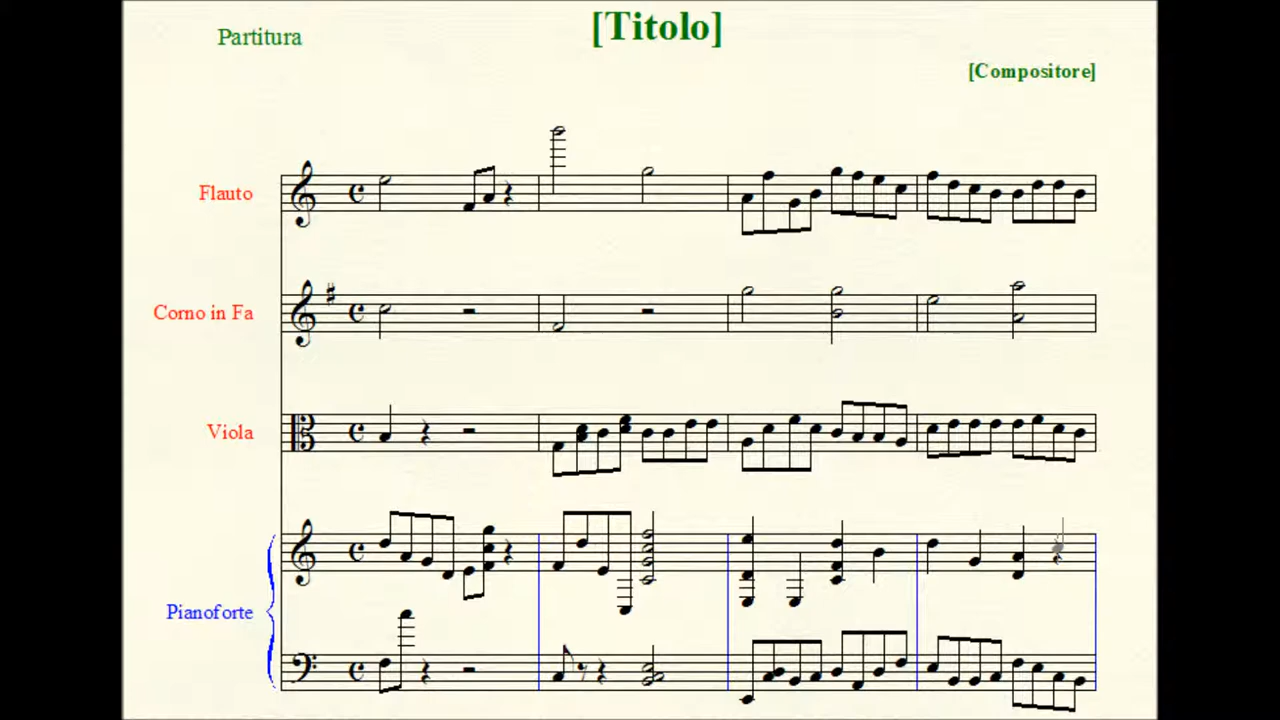 Partitura
[Titolo]
[Compositore]
Flauto
Corno in Fa
Viola
Pianoforte